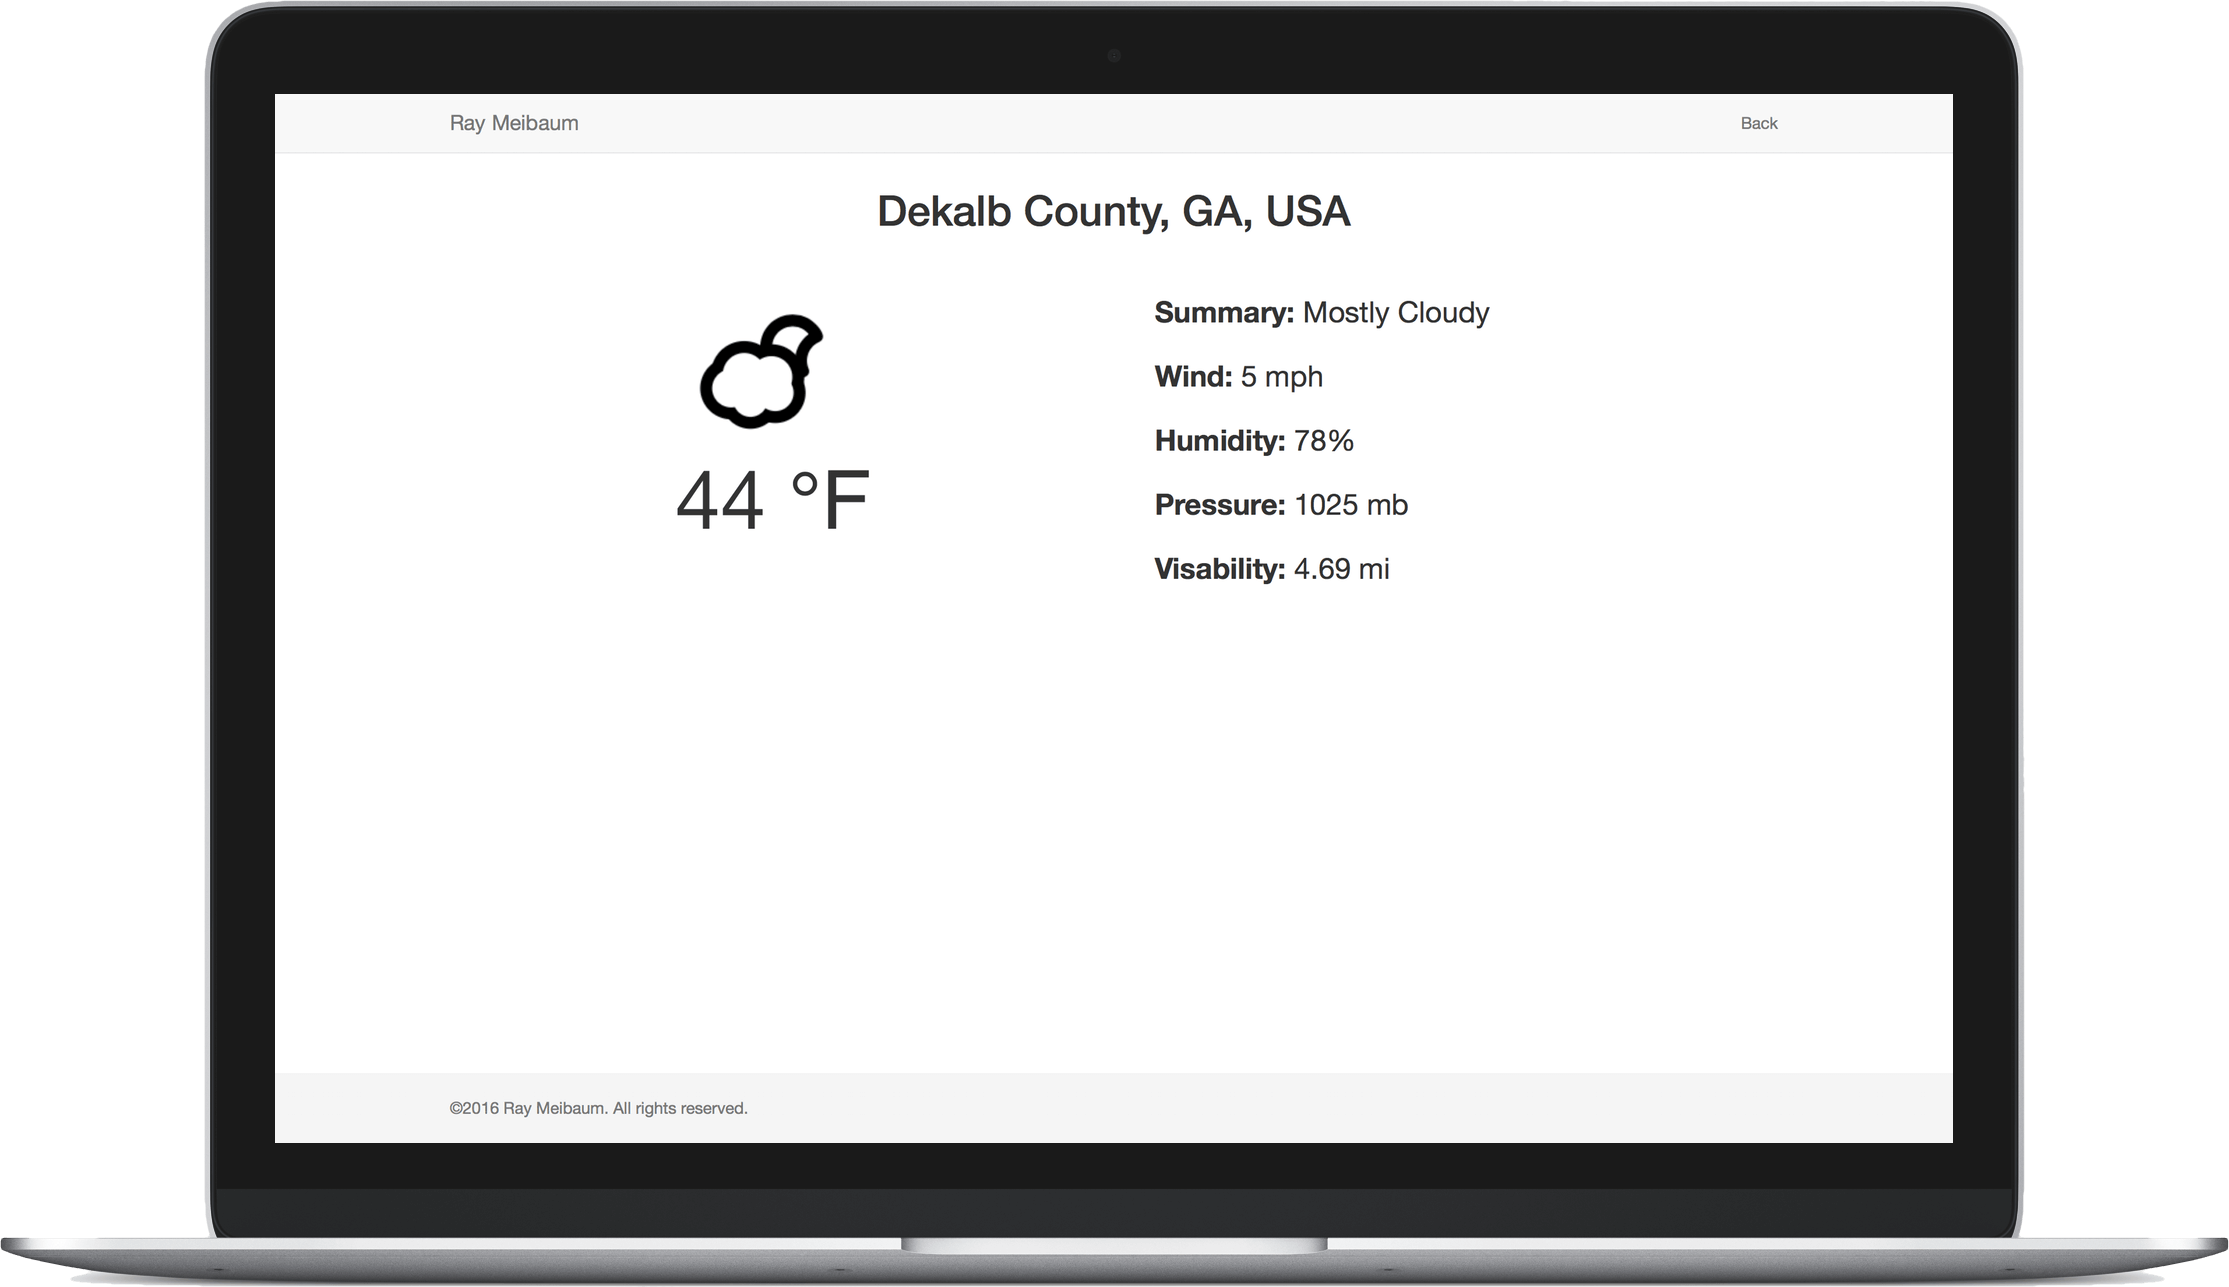 Ray Meibaum
Back
Dekalb County, GA, USA
44 °F
Summary: Mostly Cloudy
Wind: 5 mph
Humidity: 78%
Pressure: 1025 mb
Visability: 4.69 mi
©2016 Ray Meibaum. All rights reserved.